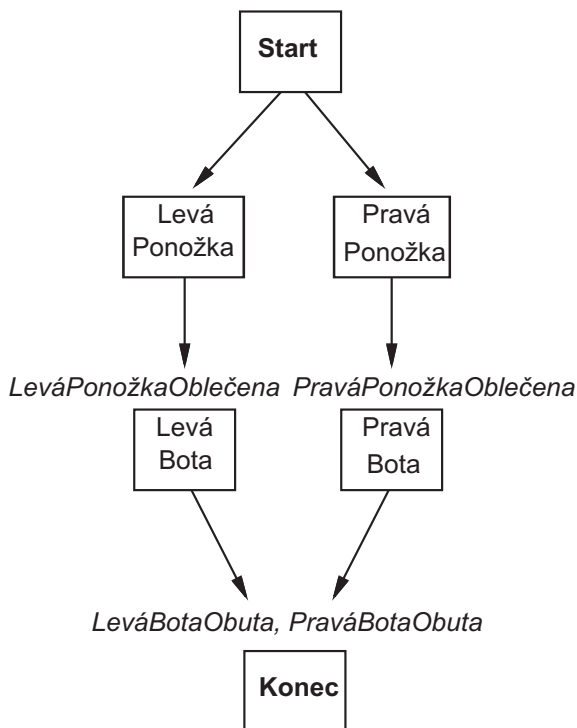 Start
Levá
Ponožka
Pravá
Ponožka
LeváPonožkaOblečena PraváPonožkaOblečena
Levá
Bota
Pravá
Bota
LeváBotaObuta, PraváBotaObuta
Konec